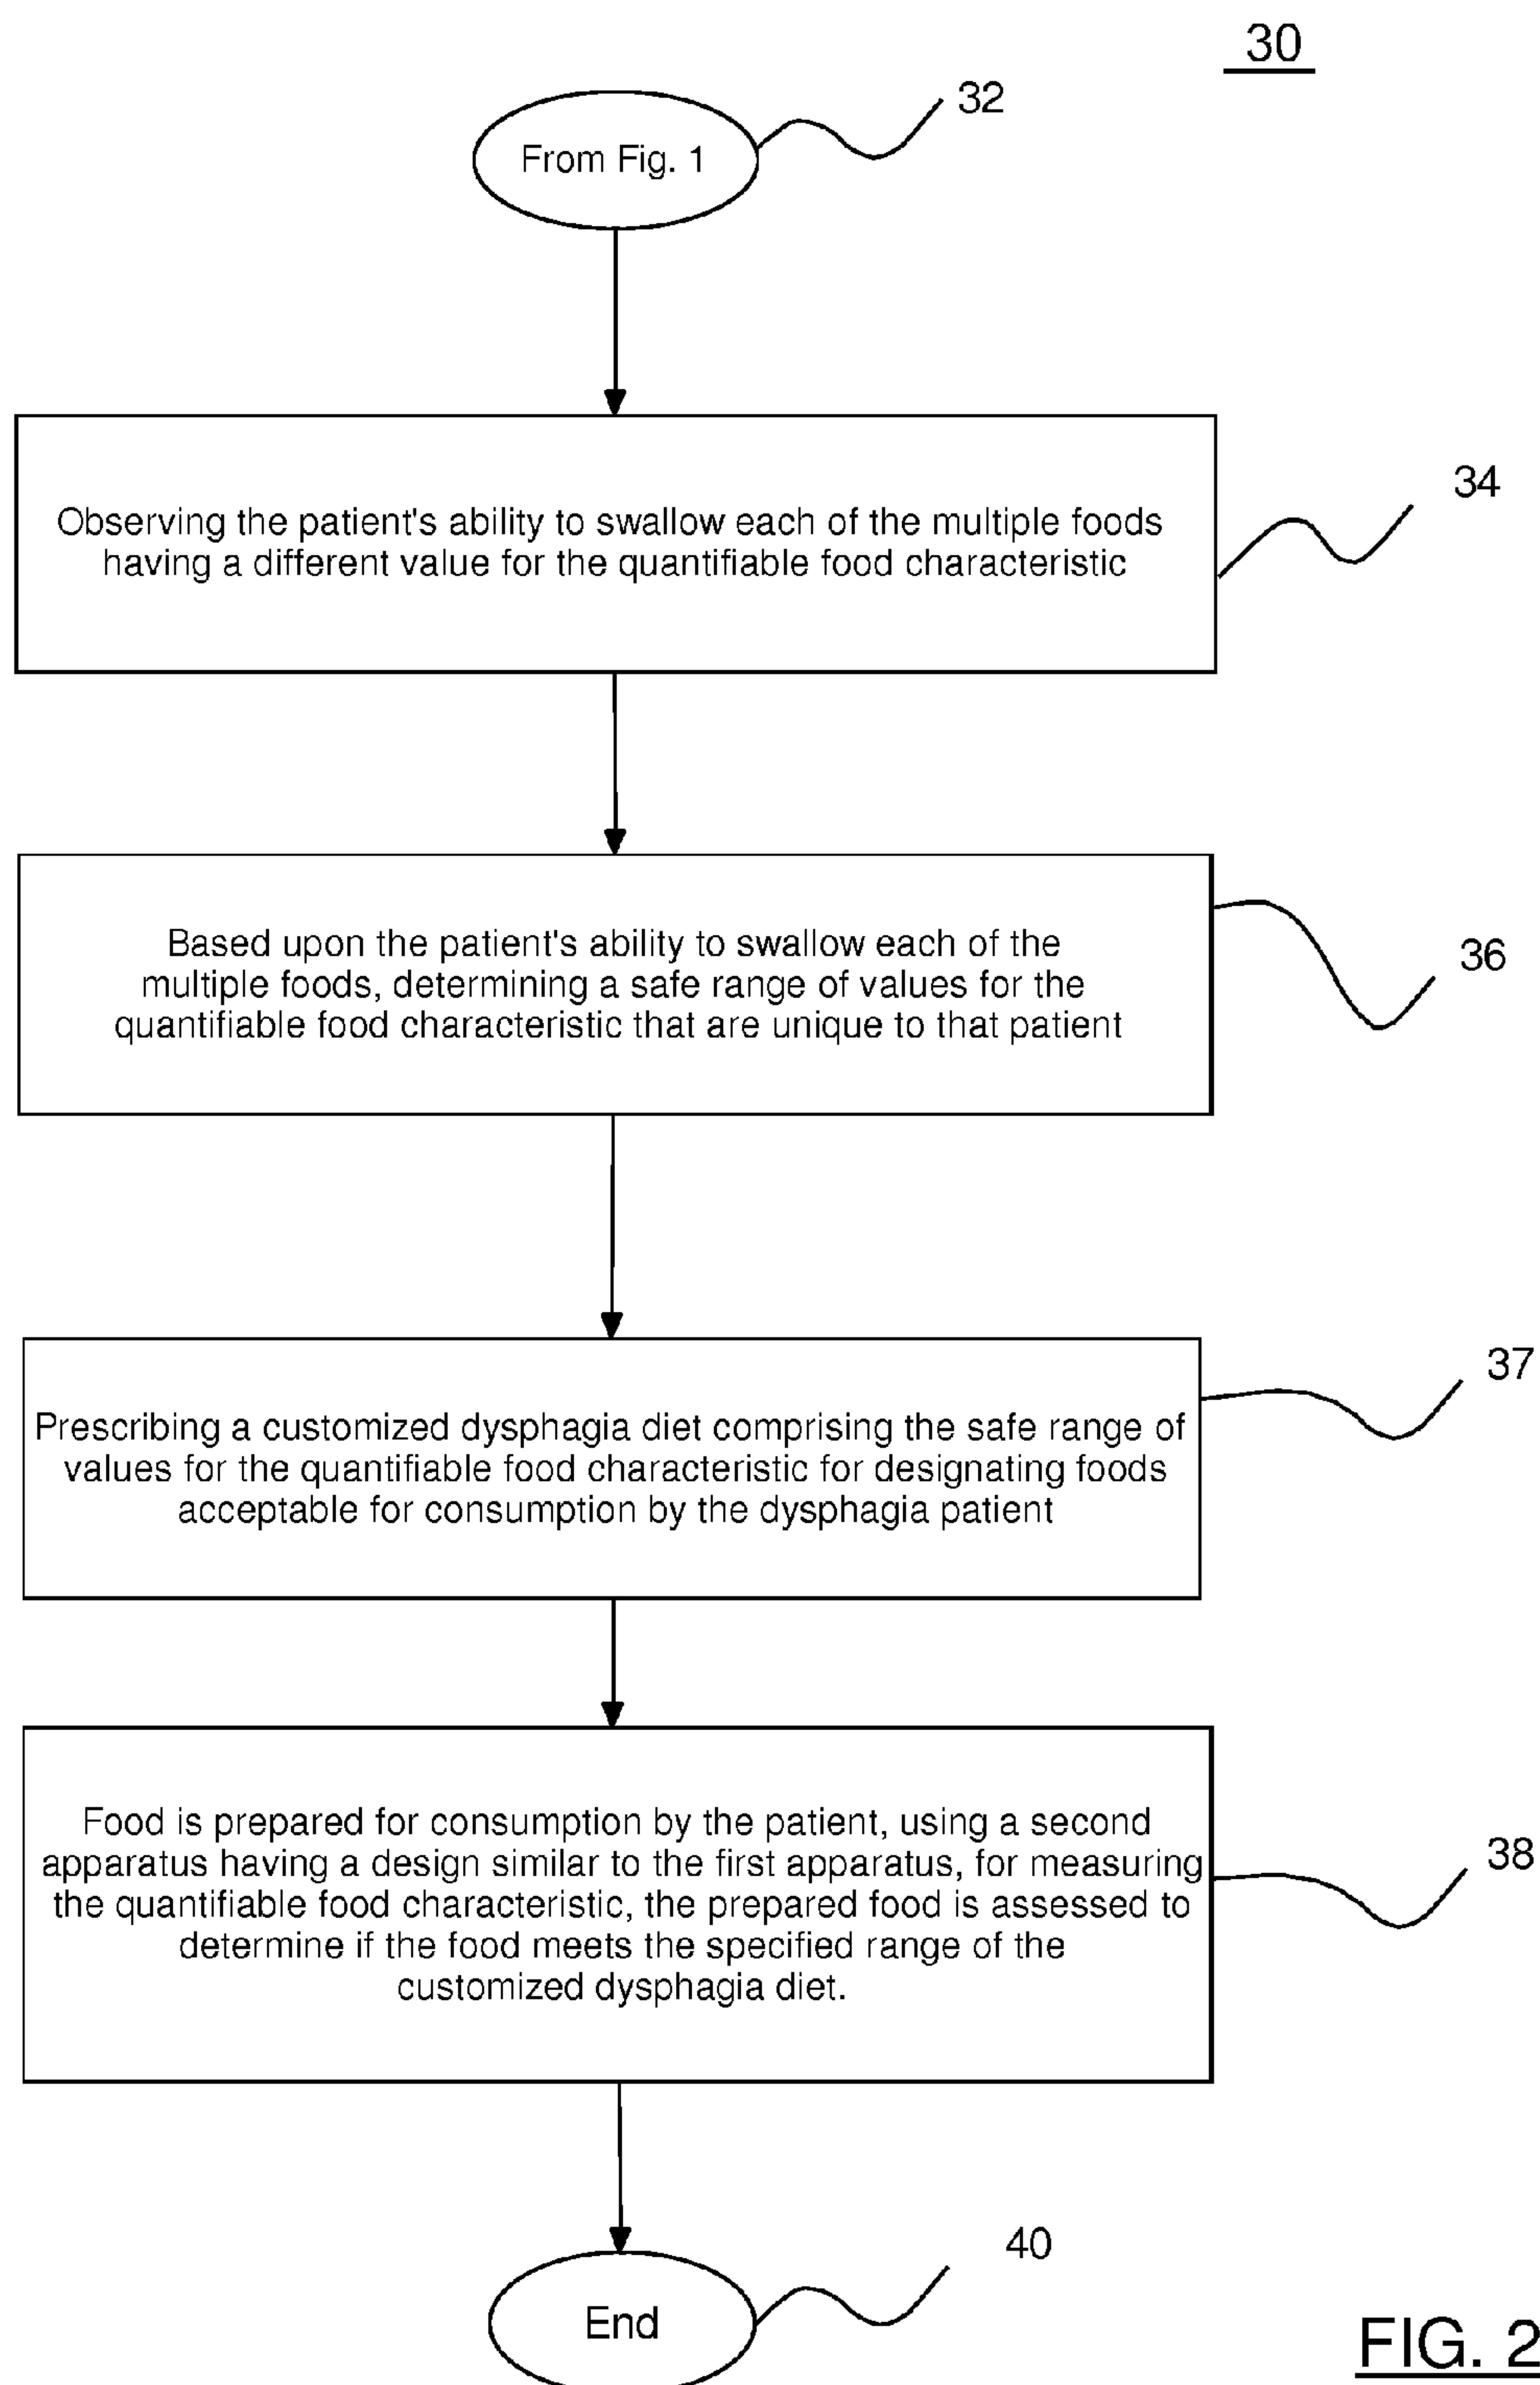 30
32
From Fig. 1
34
Observing the patient's ability to swallow each of the multiple foods
having a different value for the quantifiable food characteristic
36
Based upon the patient's ability to swallow each of the
multiple foods, determining a safe range of values for the
quantifiable food characteristic that are unique to that patient
37
Prescribing a customized dysphagia diet comprising the safe range of
values for the quantifiable food characteristic for designating foods
acceptable for consumption by the dysphagia patient
38
Food is prepared for consumption by the patient, using a second
apparatus having a design similar to the first apparatus, for measuring
the quantifiable food characteristic, the prepared food is assessed to
determine if the food meets the specified range of the
customized dysphagia diet.
40
End
FIG. 2